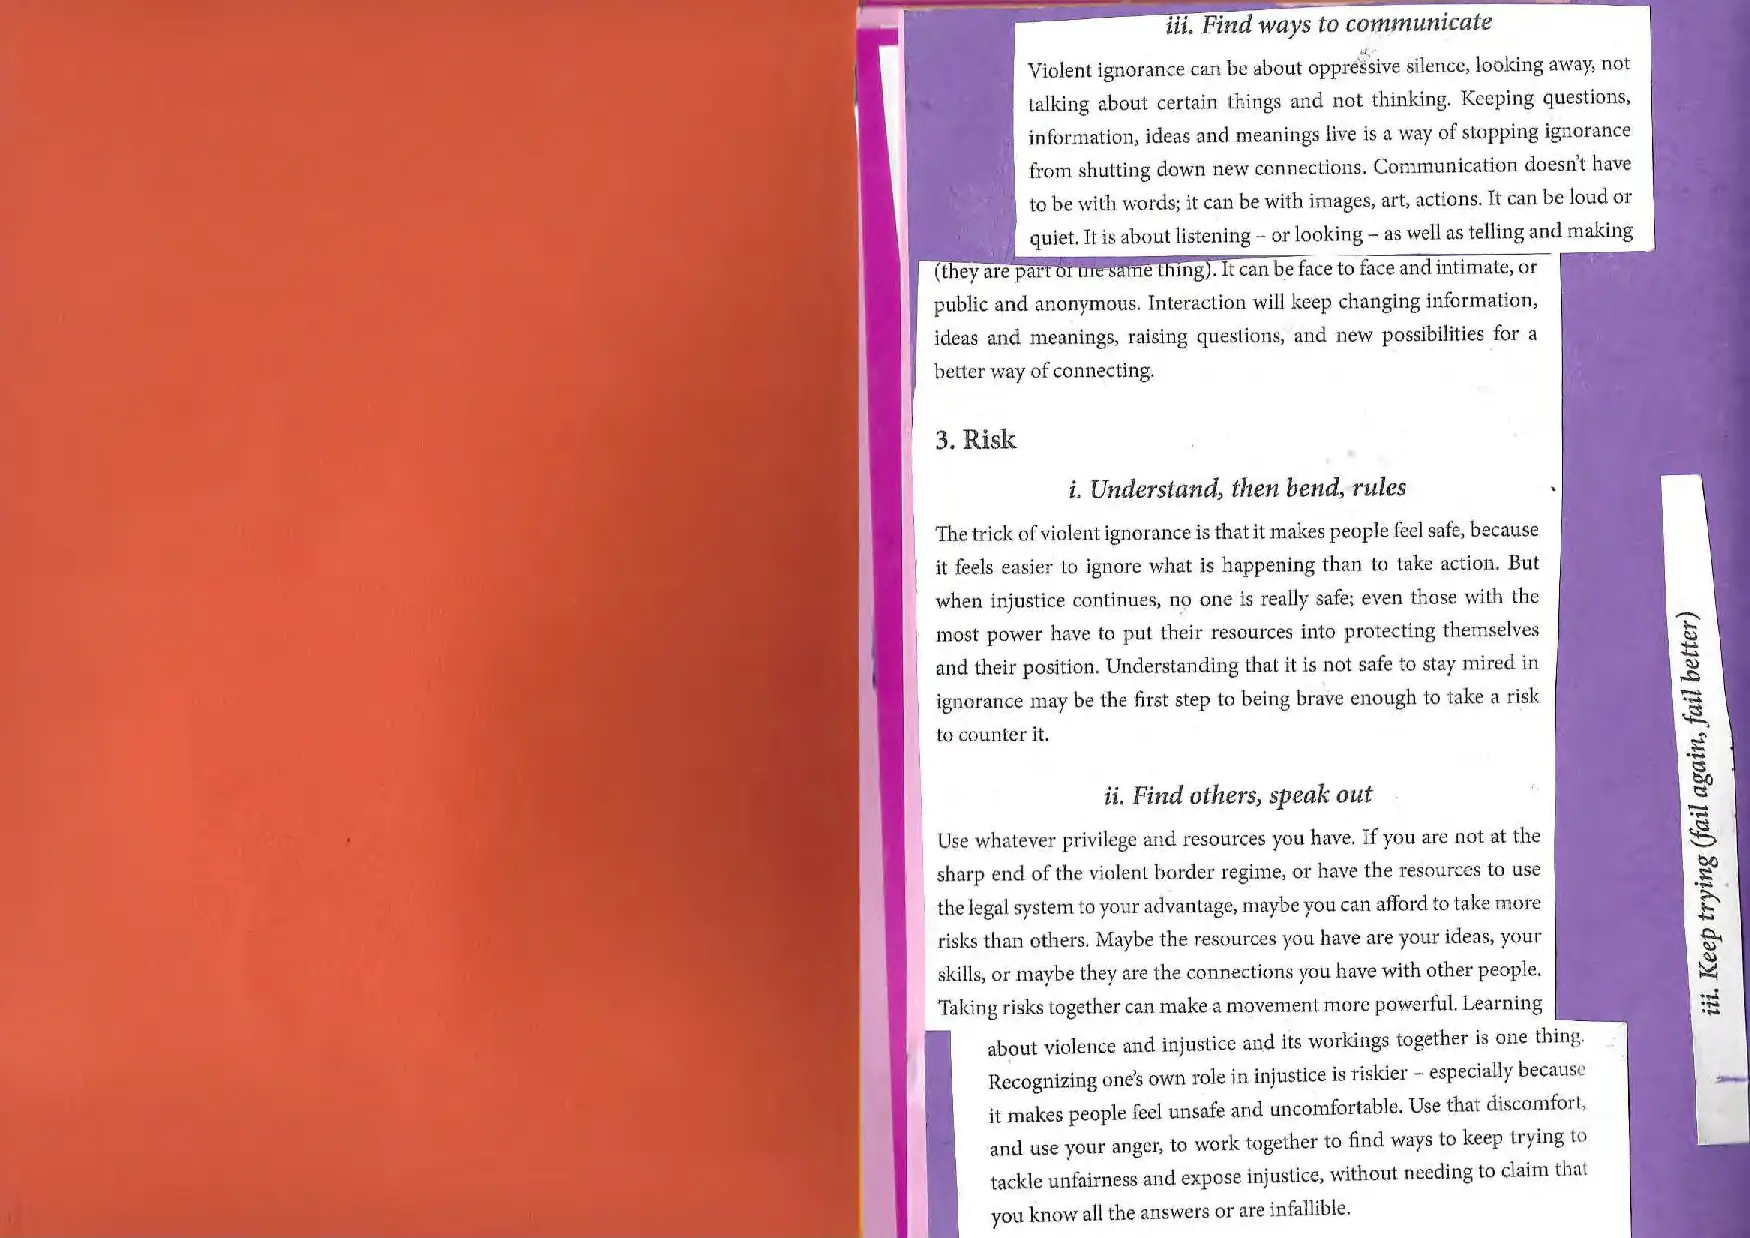 iii. Find ways to communicate
Violent ignorance can be about oppressive silence, looking away, not
talking about certain things and not thinking. Keeping questions,
information, ideas and meanings live is a way of stopping ignorance
from shutting down new connections. Communication doesn't have
to be with words; it can be with images, art, actions. It can be loud or
quiet. It is about listening – or looking – as well as telling and making
(they are part of the same thing). It can be face to face and intimate, or
public and anonymous. Interaction will keep changing information,
ideas and meanings, raising questions, and new possibilities for a
better way of connecting.
3. Risk
i. Understand, then bend, rules
The trick of violent ignorance is that it makes people feel safe, because
it feels easier to ignore what is happening than to take action. But
when injustice continues, no one is really safe; even those with the
most power have to put their resources into protecting themselves
and their position. Understanding that it is not safe to stay mired in
ignorance may be the first step to being brave enough to take a risk
to counter it.
ii. Find others, speak out
Use whatever privilege and resources you have. If you are not at the
sharp end of the violent border regime, or have the resources to use
the legal system to your advantage, maybe you can afford to take more
risks than others. Maybe the resources you have are your ideas, your
skills, or maybe they are the connections you have with other people.
Taking risks together can make a movement more powerful. Learning
about violence and injustice and its workings together is one thing.
Recognizing one's own role in injustice is riskier – especially because
it makes people feel unsafe and uncomfortable. Use that discomfort,
and use your anger, to work together to find ways to keep trying to
tackle unfairness and expose injustice, without needing to claim that
you know all the answers or are infallible.
iii. Keep trying (fail again, fail better)